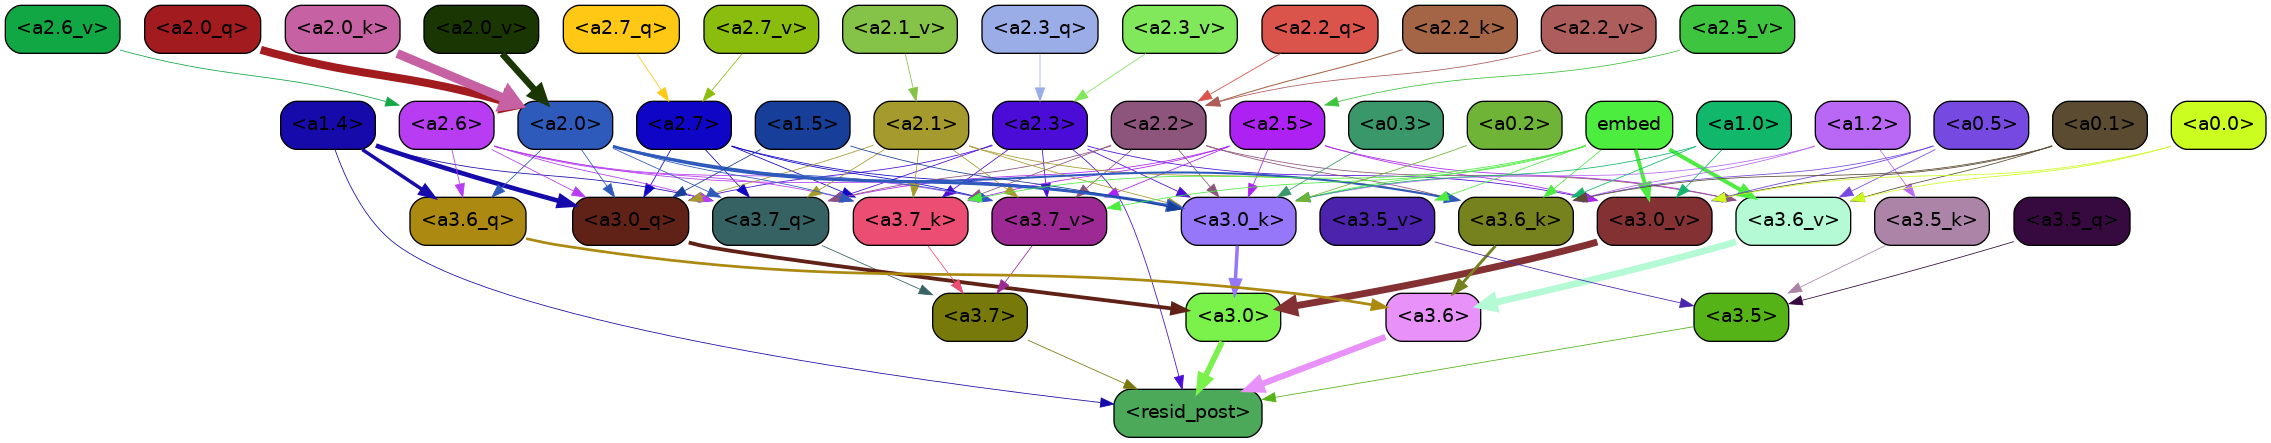 <a2.6_v> <a2.0_q> <a2.0_k> <a2.0_v> <a2.7_q> <a2.7_v> <a2.1_v> <a2.3_q> <a2.3_v> <a2.2_q> <a2.2_k> <a2.2_v> <a2.5_v>
<a1.4> <a2.6> <a2.0> <a2.7> <a1.5> <a2.1> <a2.3> <a2.2> <a2.5> <a0.3> <a0.2> embed <a1.0> <a1.2> <a0.5> <a0.1> <a0.0>
<a3.6_q> <a3.0_q> <a3.7_q> <a3.7_k> <a3.7_v> <a3.0_k> <a3.5_v> <a3.6_k> <a3.0_v> <a3.6_v> <a3.5_k> <a3.5_q>
<a3.7> <a3.0> <a3.6> <a3.5>
<resid_post>